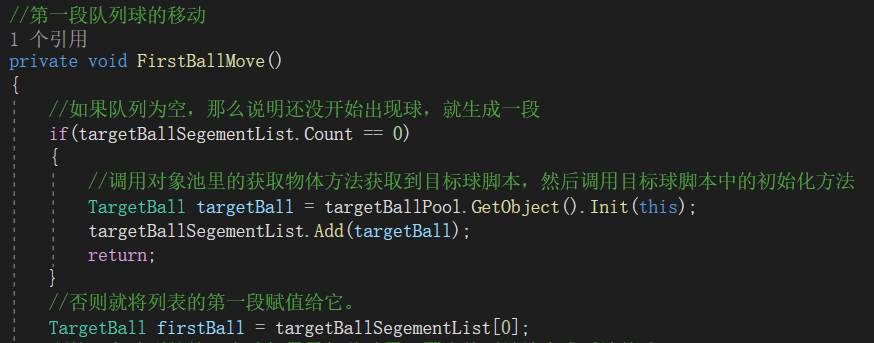 //第一段队列球的移动
1 个引用
private void FirstBallMove()
{
//如果队列为空，那么说明还没开始出现球，就生成一段
if(targetBallSegementList.Count == 0)
{
//调用对象池里的获取物体方法获取到目标球脚本，然后调用目标球脚本中的初始化方法
TargetBall targetBall = targetBallPool.GetObject().Init(this);
targetBallSegementList.Add(targetBall);
return;
}
//否则就将列表的第一段赋值给它。
TargetBall firstBall = targetBallSegementList[0];